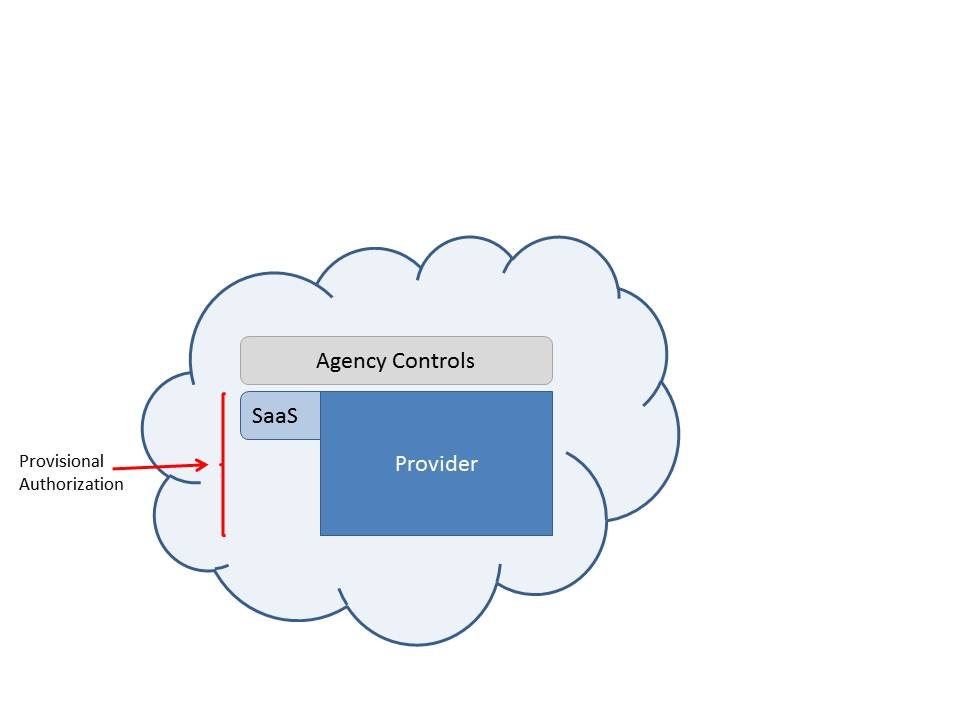 Agency Controls
SaaS
Provider
Provisional
Authorization